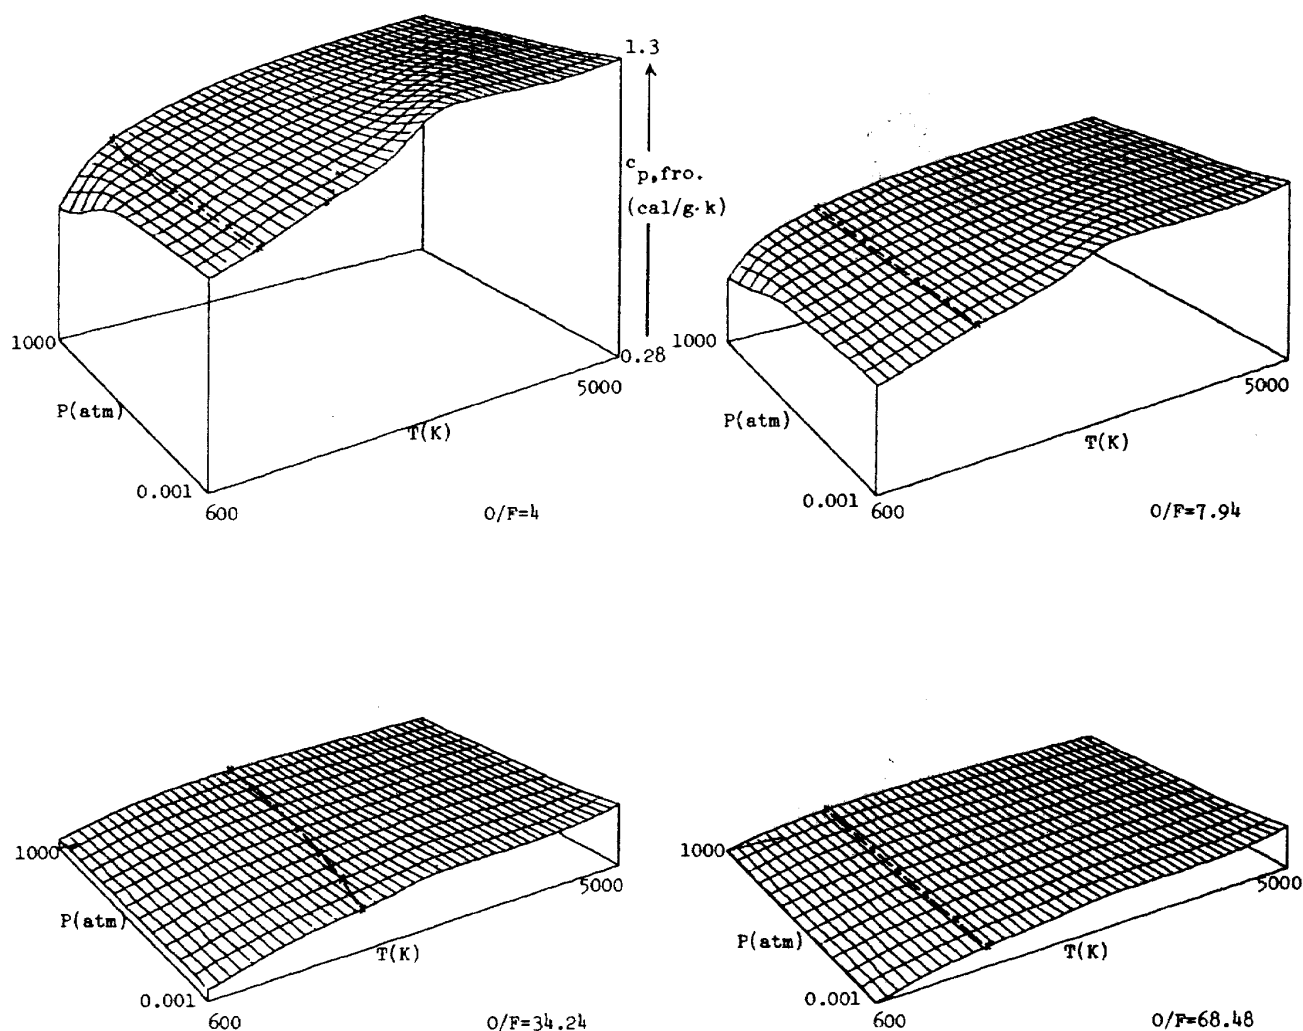 1.3
c p,fro.
(cal/g·k)
1000
0.28
5000
P(atm)
T(K)
0.001
600
O/F=4
1000
5000
P(atm)
T(K)
0.001
600
O/F=7.94
1000
5000
P(atm)
T(K)
0.001
600
O/F=34.24
1000
5000
P(atm)
T(K)
0.001
600
O/F=68.48